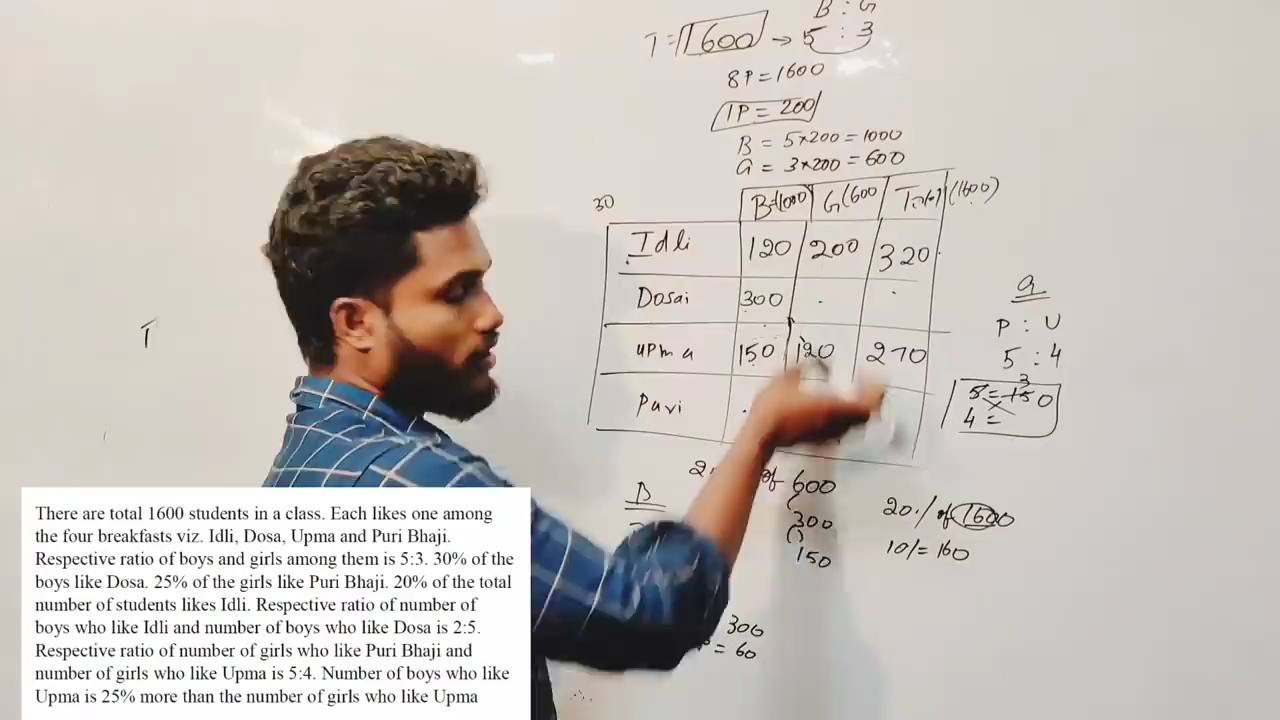 B : G
T = 1600 → 5 : 3
8P = 1600
1P = 200
B = 5×200 = 1000
G = 3×200 = 600
30
B=(1000) G(600 (1600)
Idli 120 200 320
Dosai 300 . .
upma 150 120 270
Puri .
G
P : U
5 : 4
5 = 150 3
4 =
of 600
300
150
20% of 1600
10% = 160
B
300
= 60
T
There are total 1600 students in a class. Each likes one among
the four breakfasts viz. Idli, Dosa, Upma and Puri Bhaji.
Respective ratio of boys and girls among them is 5:3. 30% of the
boys like Dosa. 25% of the girls like Puri Bhaji. 20% of the total
number of students likes Idli. Respective ratio of number of
boys who like Idli and number of boys who like Dosa is 2:5.
Respective ratio of number of girls who like Puri Bhaji and
number of girls who like Upma is 5:4. Number of boys who like
Upma is 25% more than the number of girls who like Upma